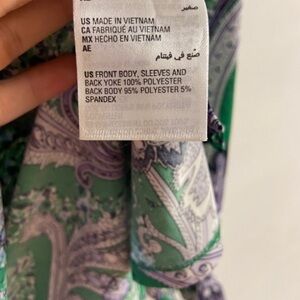 صغير
US MADE IN VIETNAM
CA FABRIQUÉ AU VIETNAM
MX HECHO EN VIETNAM
AE
صنع في فيتنام
US FRONT BODY, SLEEVES AND
BACK YOKE 100% POLYESTER
BACK BODY 95% POLYESTER 5%
SPANDEX